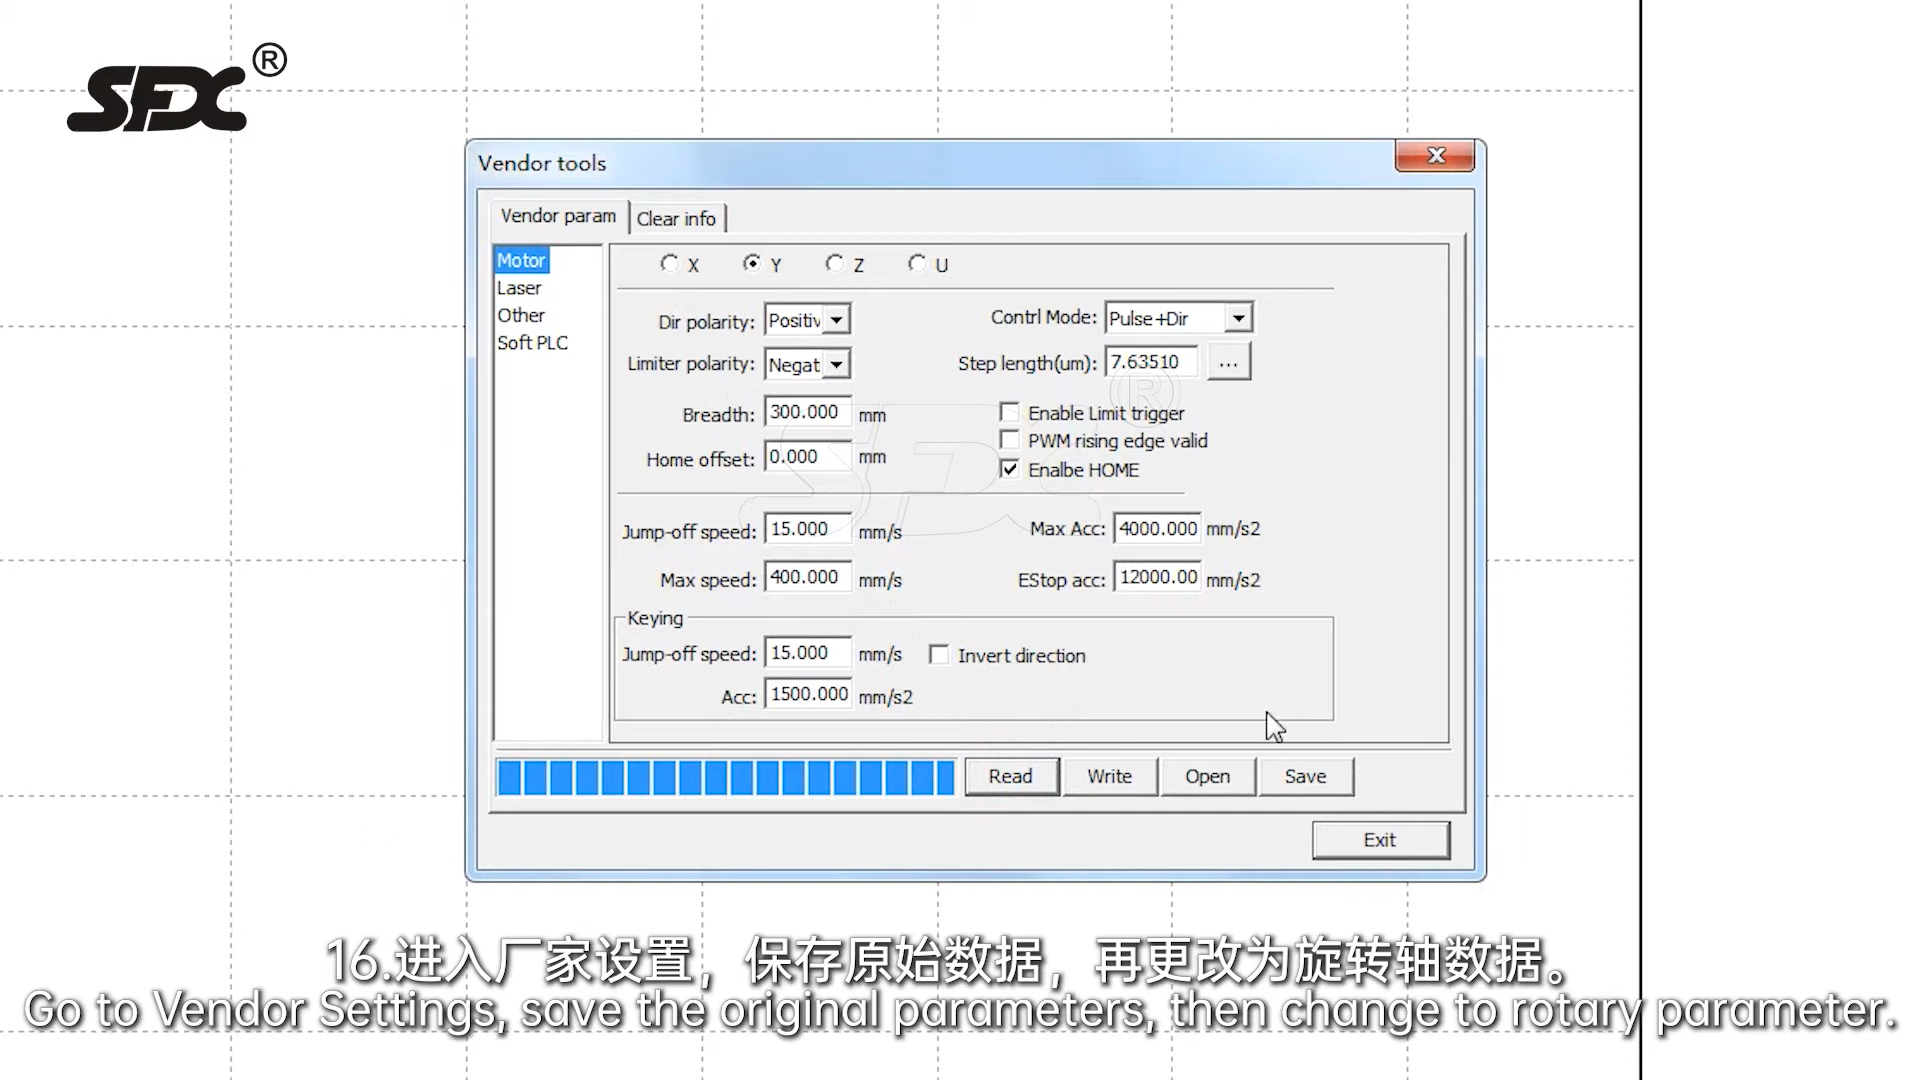 SFX®
Vendor tools
Vendor param Clear info
Motor
Laser
Other
Soft PLC
X Y Z U
Dir polarity: Positiv Contrl Mode: Pulse+Dir
Limiter polarity: Negat Step length(um): 7.63510 ...
Breadth: 300.000 mm Enable Limit trigger
PWM rising edge valid
Home offset: 0.000 mm Enalbe HOME
Jump-off speed: 15.000 mm/s Max Acc: 4000.000 mm/s2
Max speed: 400.000 mm/s EStop acc: 12000.00 mm/s2
Keying
Jump-off speed: 15.000 mm/s Invert direction
Acc: 1500.000 mm/s2
Read Write Open Save
Exit
SFX®
16.进入厂家设置，保存原始数据，再更改为旋转轴数据。
Go to Vendor Settings, save the original parameters, then change to rotary parameter.